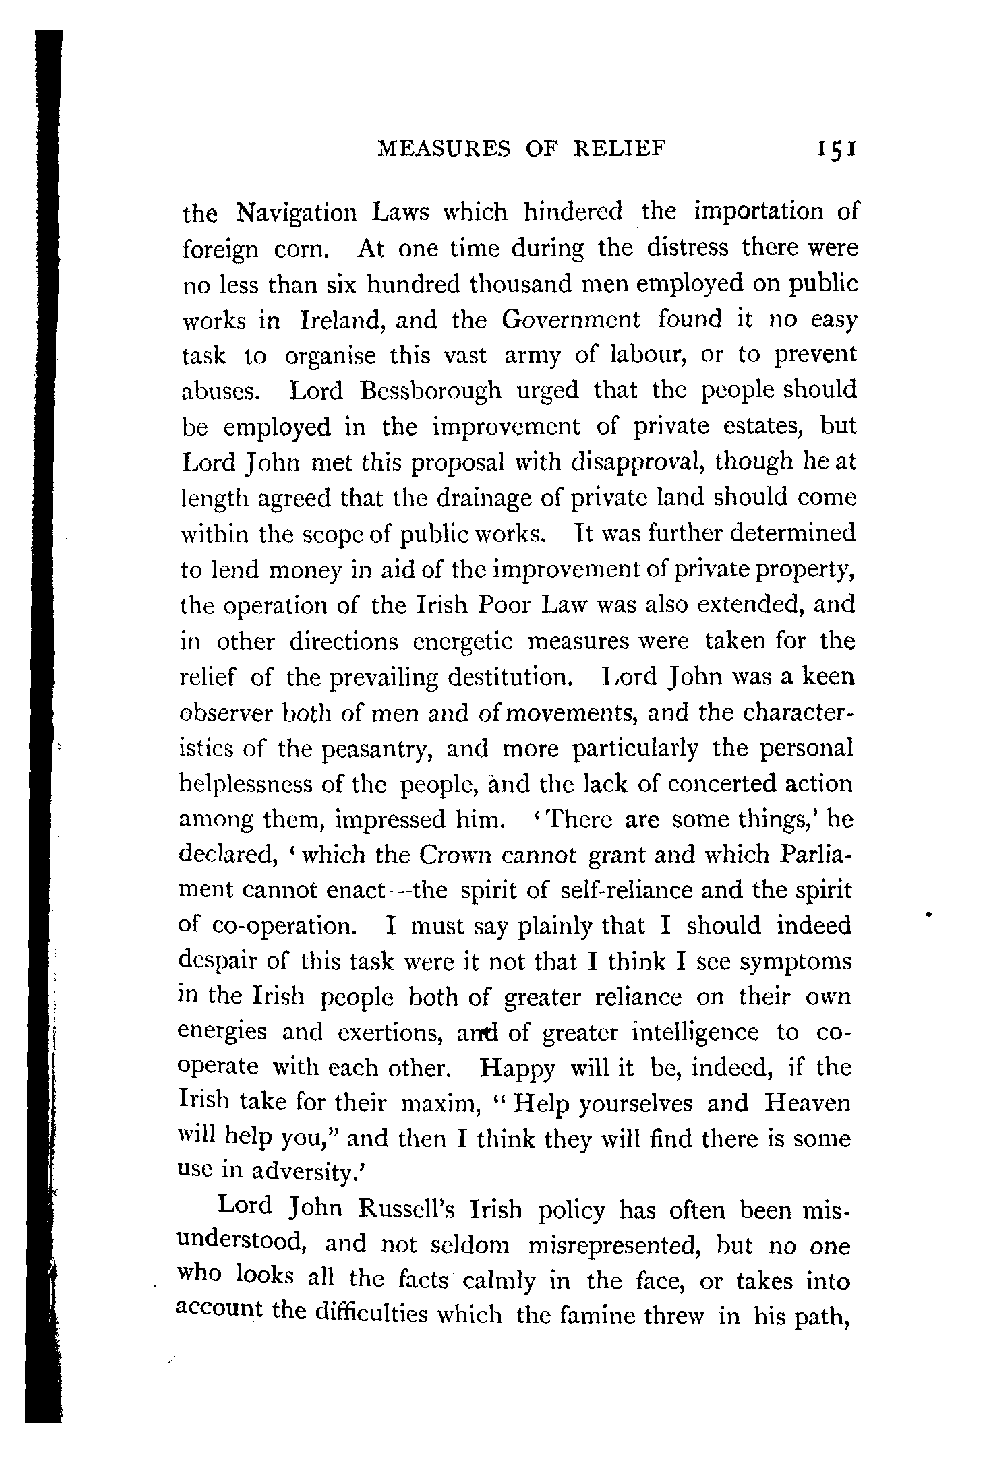 MEASURES OF RELIEF 151
the Navigation Laws which hindered the importation of
foreign corn. At one time during the distress there were
no less than six hundred thousand men employed on public
works in Ireland, and the Government found it no easy
task to organise this vast army of labour, or to prevent
abuses. Lord Bessborough urged that the people should
be employed in the improvement of private estates, but
Lord John met this proposal with disapproval, though he at
length agreed that the drainage of private land should come
within the scope of public works. It was further determined
to lend money in aid of the improvement of private property,
the operation of the Irish Poor Law was also extended, and
in other directions energetic measures were taken for the
relief of the prevailing destitution. Lord John was a keen
observer both of men and of movements, and the character-
istics of the peasantry, and more particularly the personal
helplessness of the people, and the lack of concerted action
among them, impressed him. ‘There are some things,’ he
declared, ‘which the Crown cannot grant and which Parlia-
ment cannot enact—the spirit of self-reliance and the spirit
of co-operation. I must say plainly that I should indeed
despair of this task were it not that I think I see symptoms
in the Irish people both of greater reliance on their own
energies and exertions, and of greater intelligence to co-
operate with each other. Happy will it be, indeed, if the
Irish take for their maxim, “Help yourselves and Heaven
will help you,” and then I think they will find there is some
use in adversity.’
Lord John Russell’s Irish policy has often been mis-
understood, and not seldom misrepresented, but no one
who looks all the facts calmly in the face, or takes into
account the difficulties which the famine threw in his path,